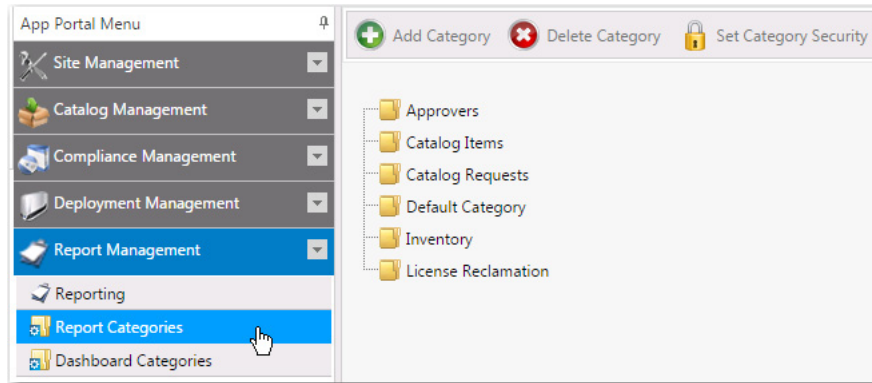 App Portal Menu
Site Management
Catalog Management
Compliance Management
Deployment Management
Report Management
Reporting
Report Categories
Dashboard Categories
Add Category Delete Category Set Category Security
Approvers
Catalog Items
Catalog Requests
Default Category
Inventory
License Reclamation